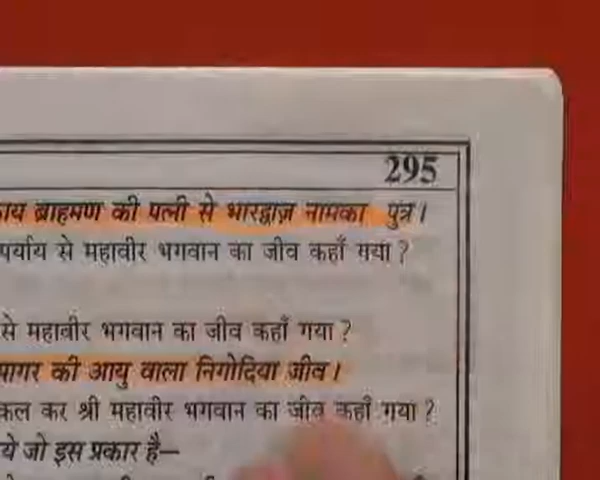 295
ब्राहमण की पत्नी से भारद्वाज़ नामका पुत्र।
पर्याय से महावीर भगवान का जीव कहाँ गया ?
से महावीर भगवान का जीव कहाँ गया ?
सागर की आयु वाला निगोदिया जीव।
कल कर श्री महावीर भगवान का जीव कहाँ गया ?
ये जो इस प्रकार है—